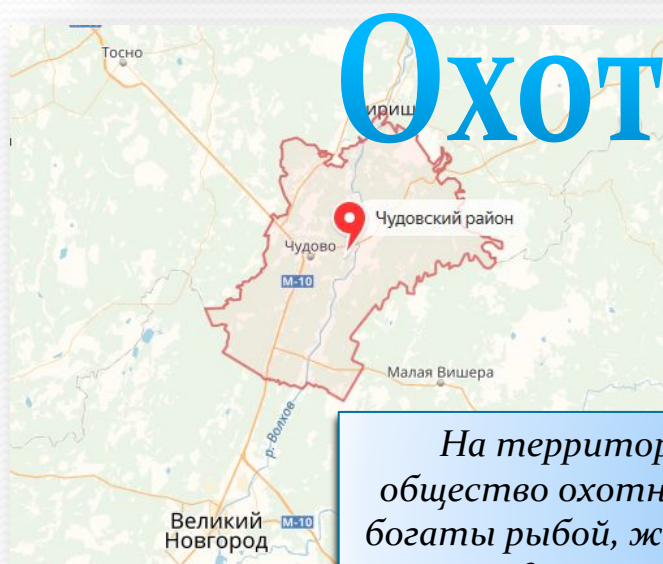 Охот
Тосно
ириш
Чудовский район
Чудово
М-10
Малая Вишера
р. Волхов
Великий М-10
Новгород
На территор
общество охотн
богаты рыбой, ж